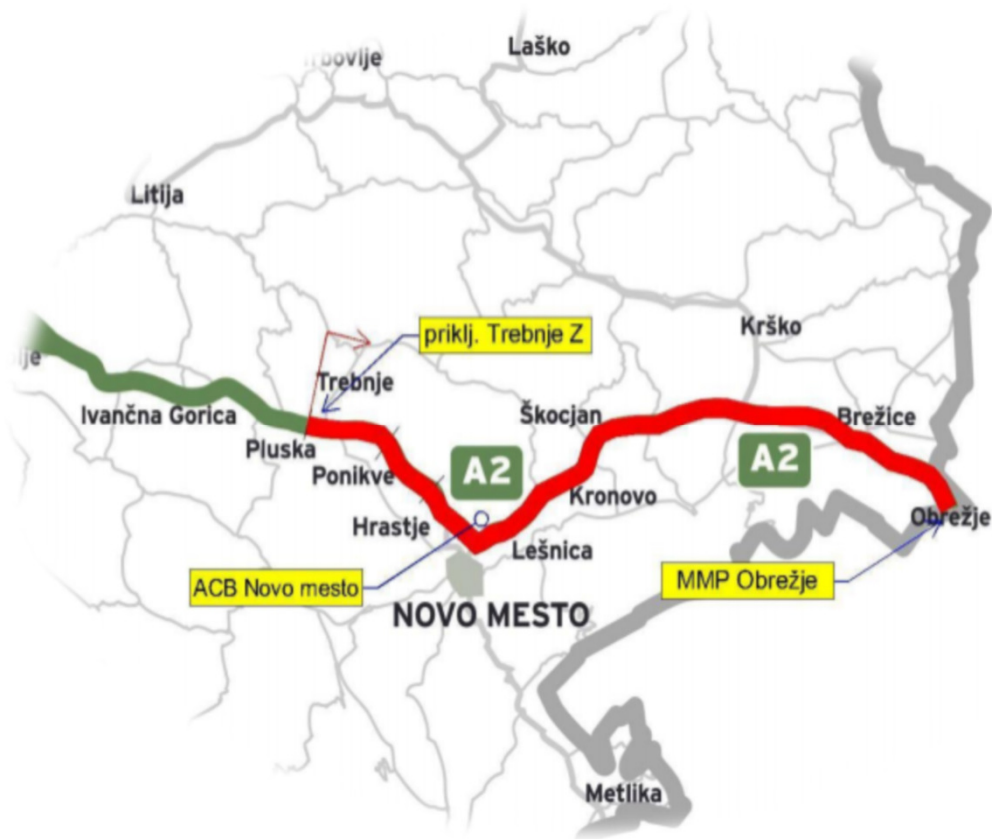 Laško
Litija
priklj. Trebnje Z
Krško
Trebnje
Ivančna Gorica
Škocjan
Brežice
Pluska
A2
A2
Ponikve
Kronovo
Hrastje
Obrežje
Lešnica
ACB Novo mesto
MMP Obrežje
NOVO MESTO
Metlika